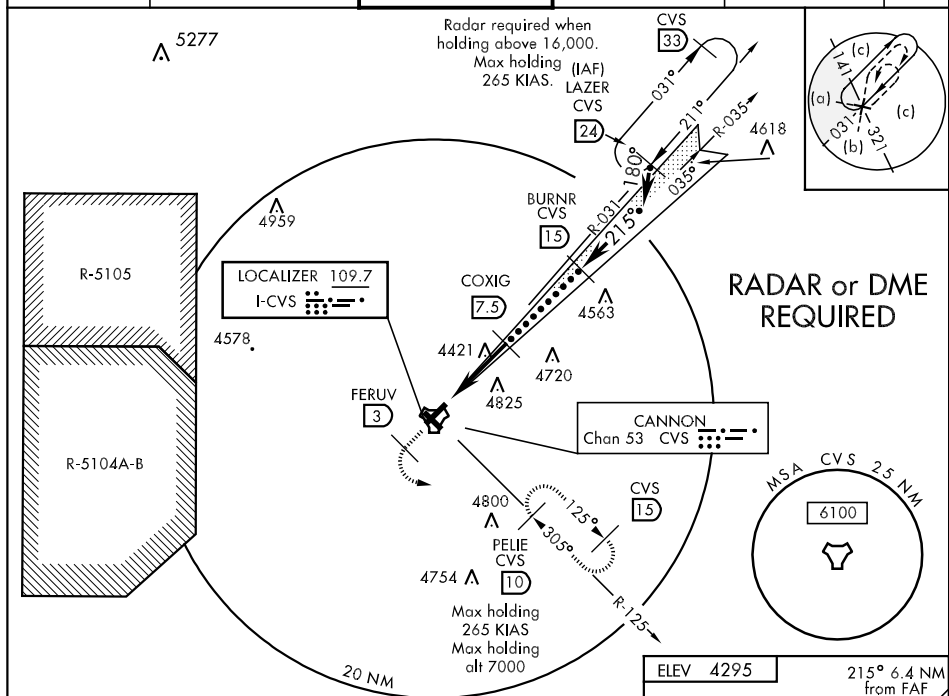 5277
Radar required when
holding above 16,000.
Max holding
265 KIAS.
(IAF)
LAZER
CVS
24
CVS
33
031°
211°
R-035
180°
035°
4618
141
(c)
(a)
(c)
031
(b)
321
4959
BURNR
CVS
15
R-031
215°
R-5105
LOCALIZER 109.7
I-CVS
COXIG
7.5
4563
RADAR or DME
REQUIRED
4578
4421
4720
4825
FERUV
3
CANNON
Chan 53 CVS
R-5104A-B
4800
125°
305°
CVS
15
PELIE
CVS
10
4754
Max holding
265 KIAS
Max holding
alt 7000
R-125
MSA CVS 25 NM
6100
20 NM
ELEV 4295
215° 6.4 NM
from FAF